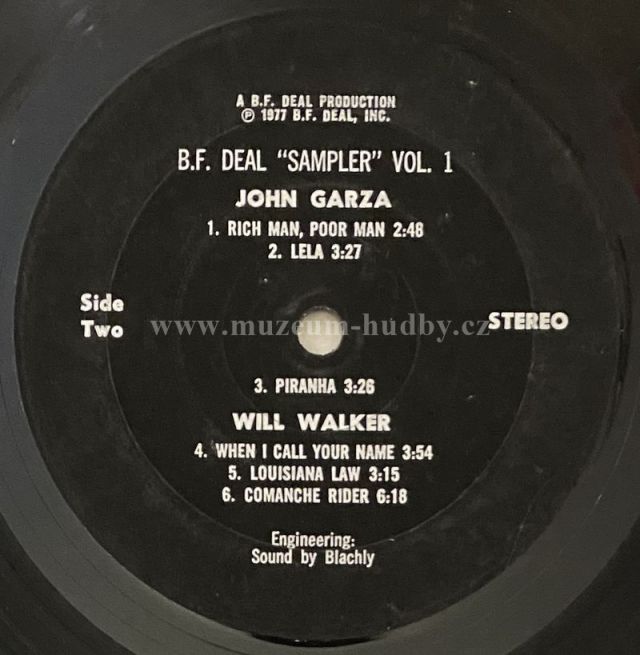 A B.F. DEAL PRODUCTION
℗ 1977 B.F. DEAL, INC.
B.F. DEAL "SAMPLER" VOL. 1
JOHN GARZA
1. RICH MAN, POOR MAN 2:48
2. LELA 3:27
Side
Two
www.muzeum-hudby.cz
STEREO
3. PIRANHA 3:26
WILL WALKER
4. WHEN I CALL YOUR NAME 3:54
5. LOUISIANA LAW 3:15
6. COMANCHE RIDER 6:18
Engineering:
Sound by Blachly